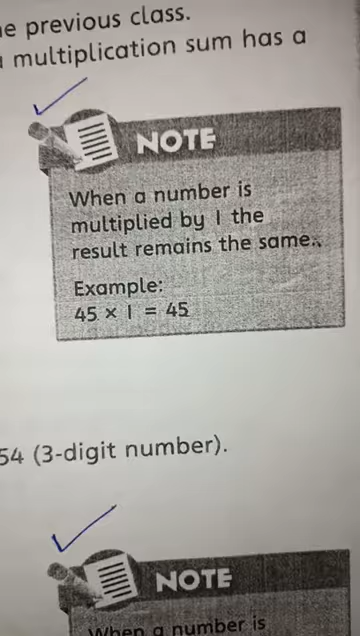 e previous class.
multiplication sum has a
NOTE
When a number is
multiplied by 1 the
result remains the same.
Example:
45 × 1 = 45
54 (3-digit number).
NOTE
When a number is